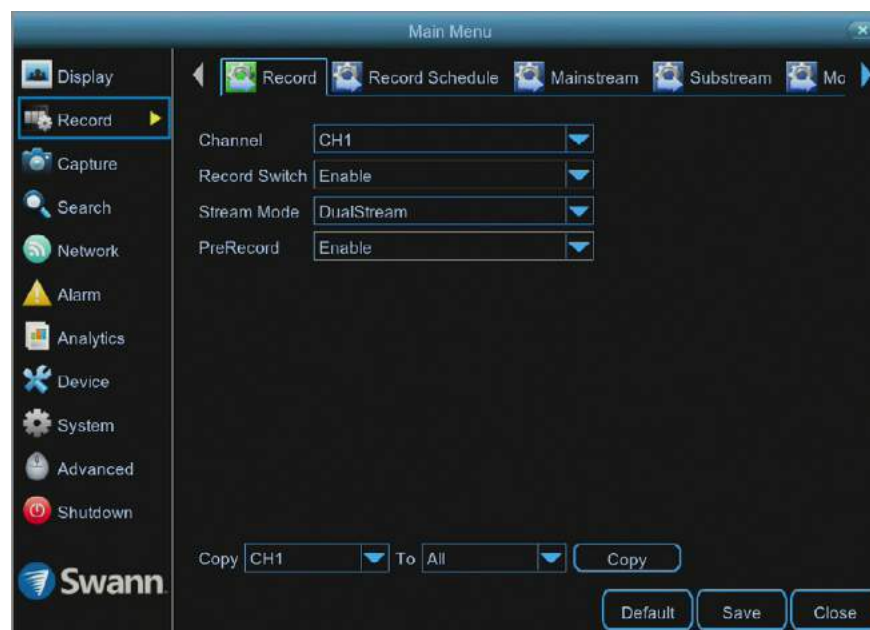 Main Menu
Display
Record
Capture
Search
Network
Alarm
Analytics
Device
System
Advanced
Shutdown
Swann
Record Record Schedule Mainstream Substream Mo
Channel CH1
Record Switch Enable
Stream Mode DualStream
PreRecord Enable
Copy CH1 To All Copy
Default Save Close